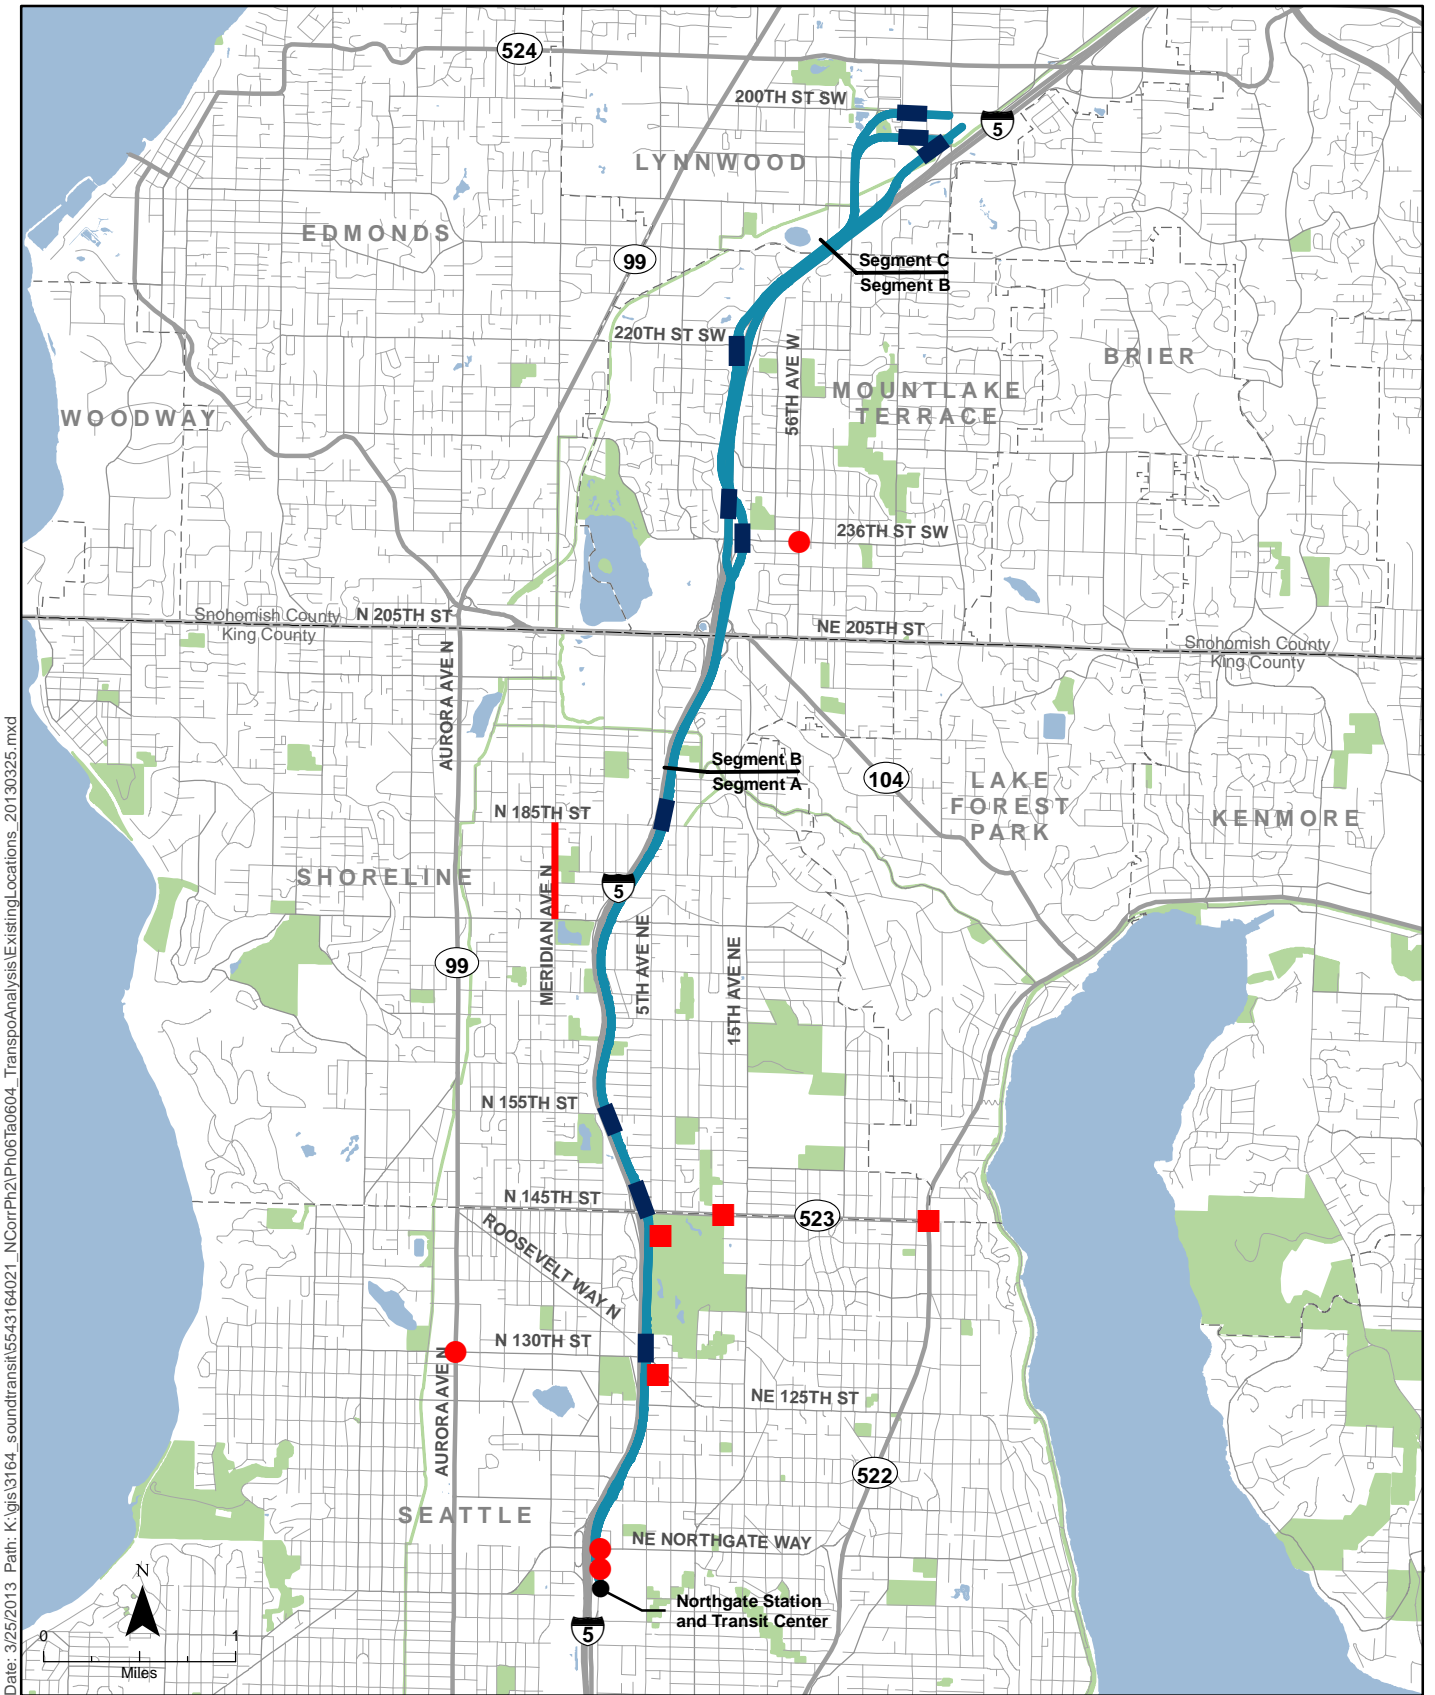 524
200TH ST SW
5
LYNNWOOD
EDMONDS
99
Segment C
Segment B
220TH ST SW
56TH AVE W
BRIER
MOUNTLAKE
TERRACE
WOODWAY
236TH ST SW
Snohomish County
King County
N 205TH ST
NE 205TH ST
Snohomish County
King County
AURORA AVE N
Segment B
Segment A
104
LAKE
FOREST
PARK
KENMORE
N 185TH ST
SHORELINE
5
MERIDIAN AVE N
5TH AVE NE
15TH AVE NE
99
N 155TH ST
N 145TH ST
523
ROOSEVELT WAY N
N 130TH ST
AURORA AVE N
NE 125TH ST
522
SEATTLE
NE NORTHGATE WAY
Northgate Station
and Transit Center
5
N
0 1
Miles
Date: 3/25/2013 Path: K:\gis\3164_soundtransit\5543164021_NCorrPh2\Ph06Ta0604_TranspoAnalysis\ExistingLocations_20130325.mxd